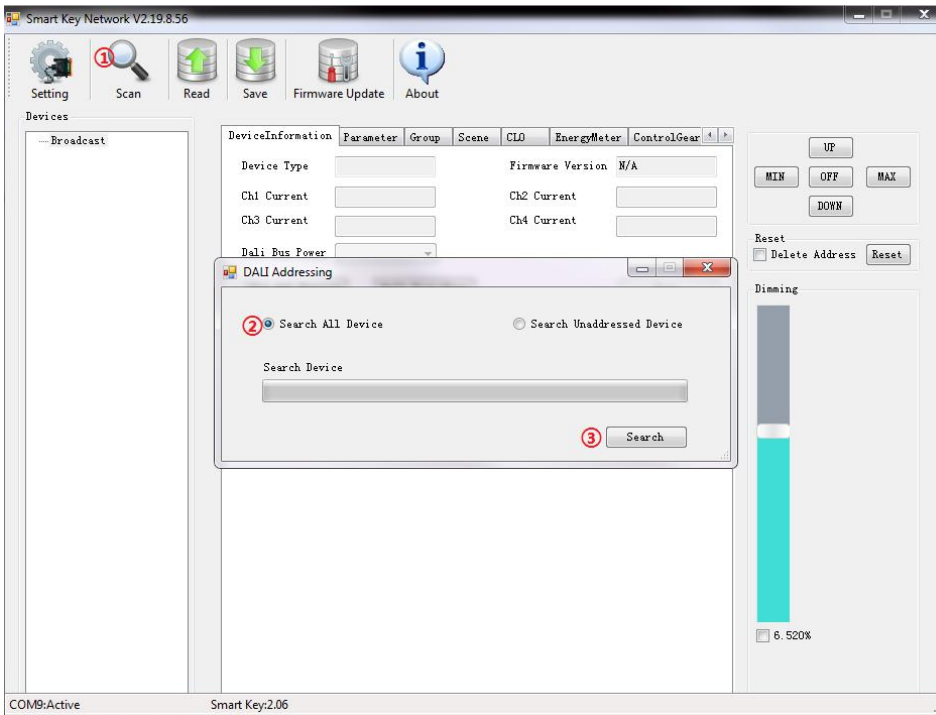 Smart Key Network V2.19.8.56
①
Setting
Scan
Read
Save
Firmware Update
About
Devices
Broadcast
DeviceInformation Parameter Group Scene CLO EnergyMeter ControlGear
Device Type
Firmware Version N/A
Ch1 Current
Ch2 Current
Ch3 Current
Ch4 Current
Dali Bus Power
UP
MIN OFF MAX
DOWN
Reset
Delete Address Reset
Dimming
6.520%
DALI Addressing
② Search All Device
Search Unaddressed Device
Search Device
③ Search
COM9:Active
Smart Key:2.06